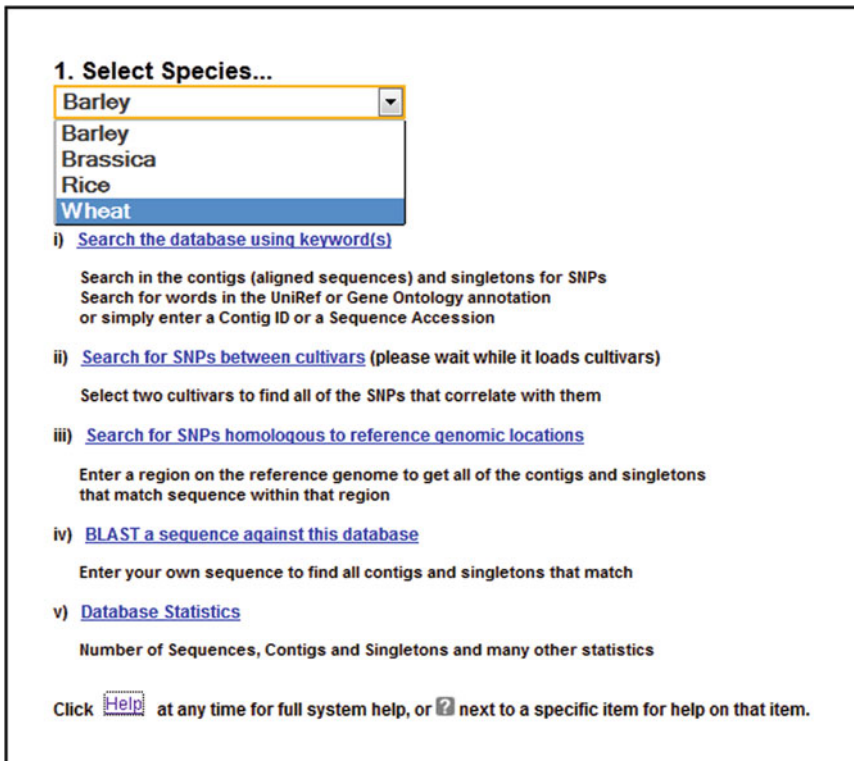 1. Select Species...
Barley
Barley
Brassica
Rice
Wheat
i) Search the database using keyword(s)
Search in the contigs (aligned sequences) and singletons for SNPs
Search for words in the UniRef or Gene Ontology annotation
or simply enter a Contig ID or a Sequence Accession
ii) Search for SNPs between cultivars (please wait while it loads cultivars)
Select two cultivars to find all of the SNPs that correlate with them
iii) Search for SNPs homologous to reference genomic locations
Enter a region on the reference genome to get all of the contigs and singletons
that match sequence within that region
iv) BLAST a sequence against this database
Enter your own sequence to find all contigs and singletons that match
v) Database Statistics
Number of Sequences, Contigs and Singletons and many other statistics
Click Help at any time for full system help, or ? next to a specific item for help on that item.